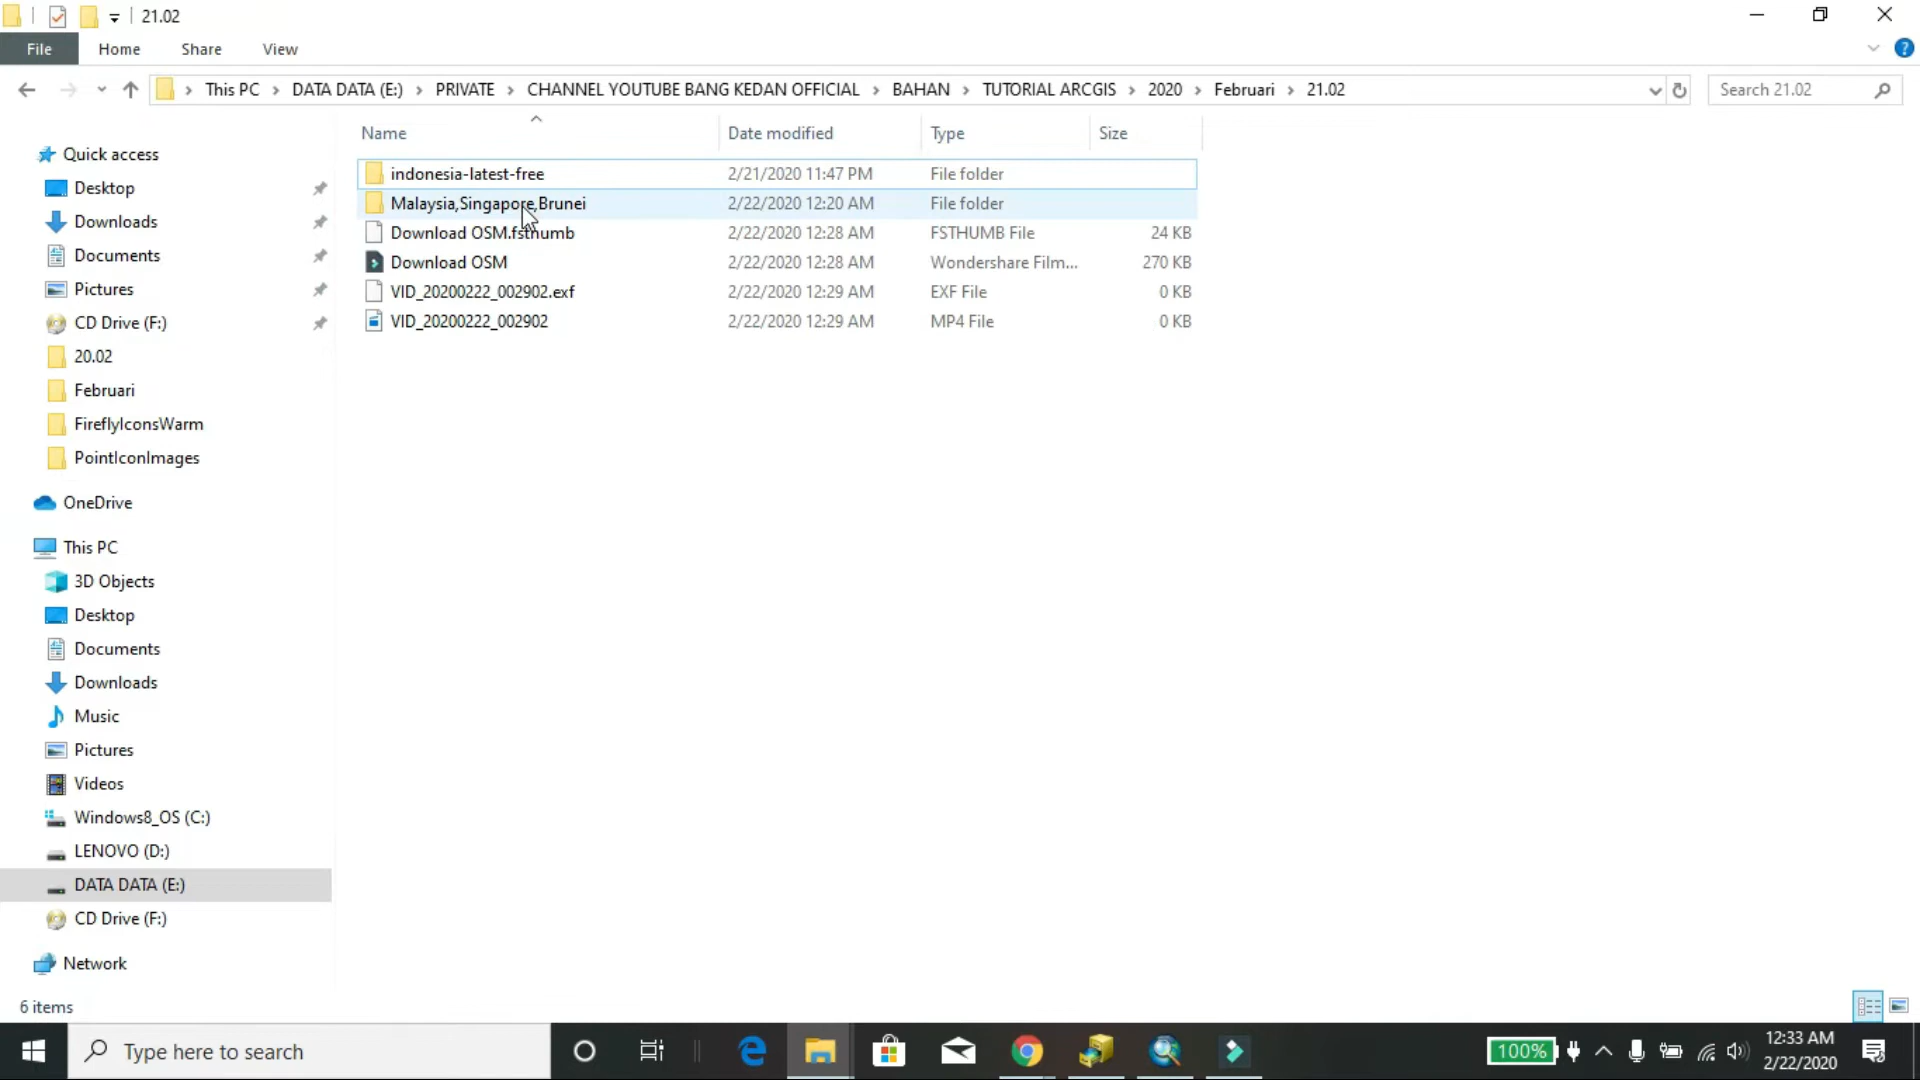 21.02
File Home Share View
This PC > DATA DATA (E:) > PRIVATE > CHANNEL YOUTUBE BANG KEDAN OFFICIAL > BAHAN > TUTORIAL ARCGIS > 2020 > Februari > 21.02
Search 21.02
Name Date modified Type Size
indonesia-latest-free 2/21/2020 11:47 PM File folder
Malaysia,Singapore,Brunei 2/22/2020 12:20 AM File folder
Download OSM.fsthumb 2/22/2020 12:28 AM FSTHUMB File 24 KB
Download OSM 2/22/2020 12:28 AM Wondershare Film... 270 KB
VID_20200222_002902.exf 2/22/2020 12:29 AM EXF File 0 KB
VID_20200222_002902 2/22/2020 12:29 AM MP4 File 0 KB
Quick access
Desktop
Downloads
Documents
Pictures
CD Drive (F:)
20.02
Februari
FireflyIconsWarm
PointIconImages
OneDrive
This PC
3D Objects
Desktop
Documents
Downloads
Music
Pictures
Videos
Windows8_OS (C:)
LENOVO (D:)
DATA DATA (E:)
CD Drive (F:)
Network
6 items
Type here to search
100%
12:33 AM
2/22/2020